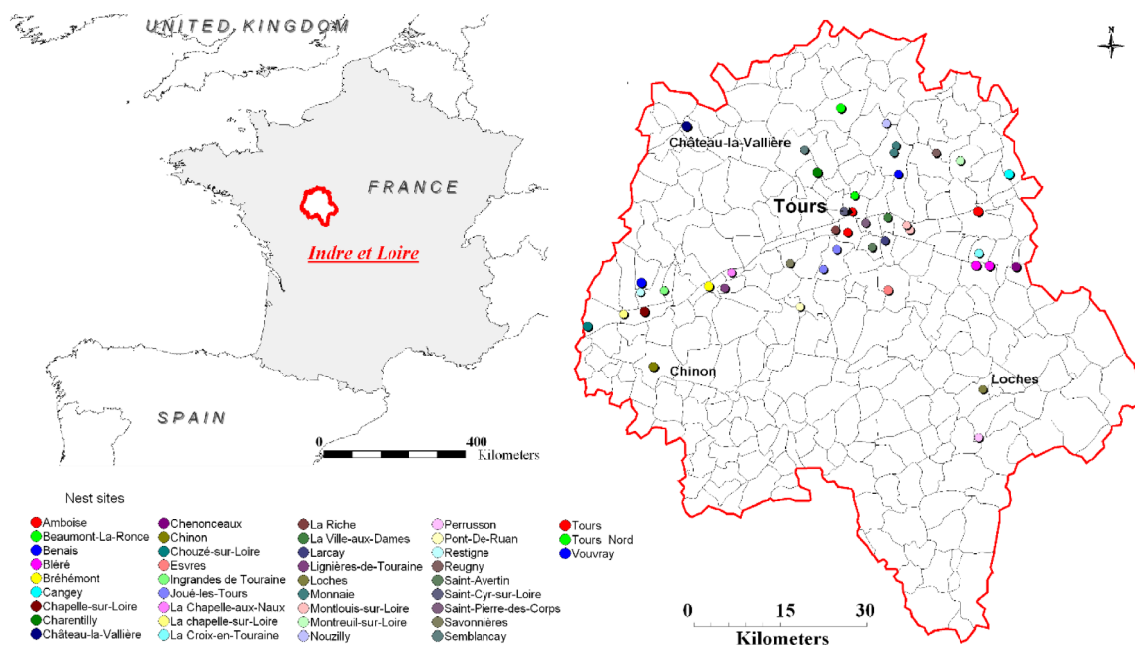 UNITED KINGDOM
FRANCE
Indre et Loire
SPAIN
0 400
Kilometers
N
Château-la-Vallière
Tours
Chinon
Loches
0 15 30
Kilometers
Nest sites
Amboise
Beaumont-La-Ronce
Benais
Bléré
Bréhémont
Cangey
Chapelle-sur-Loire
Charentilly
Château-la-Vallière
Chenonceaux
Chinon
Chouzé-sur-Loire
Esvres
Ingrandes de Touraine
Joué-les-Tours
La Chapelle-aux-Naux
La chapelle-sur-Loire
La Croix-en-Touraine
La Riche
La Ville-aux-Dames
Larcay
Lignières-de-Touraine
Loches
Monnaie
Montlouis-sur-Loire
Montreuil-sur-Loire
Nouzilly
Perrusson
Pont-De-Ruan
Restigne
Reugny
Saint-Avertin
Saint-Cyr-sur-Loire
Saint-Pierre-des-Corps
Savonnières
Semblancay
Tours
Tours Nord
Vouvray